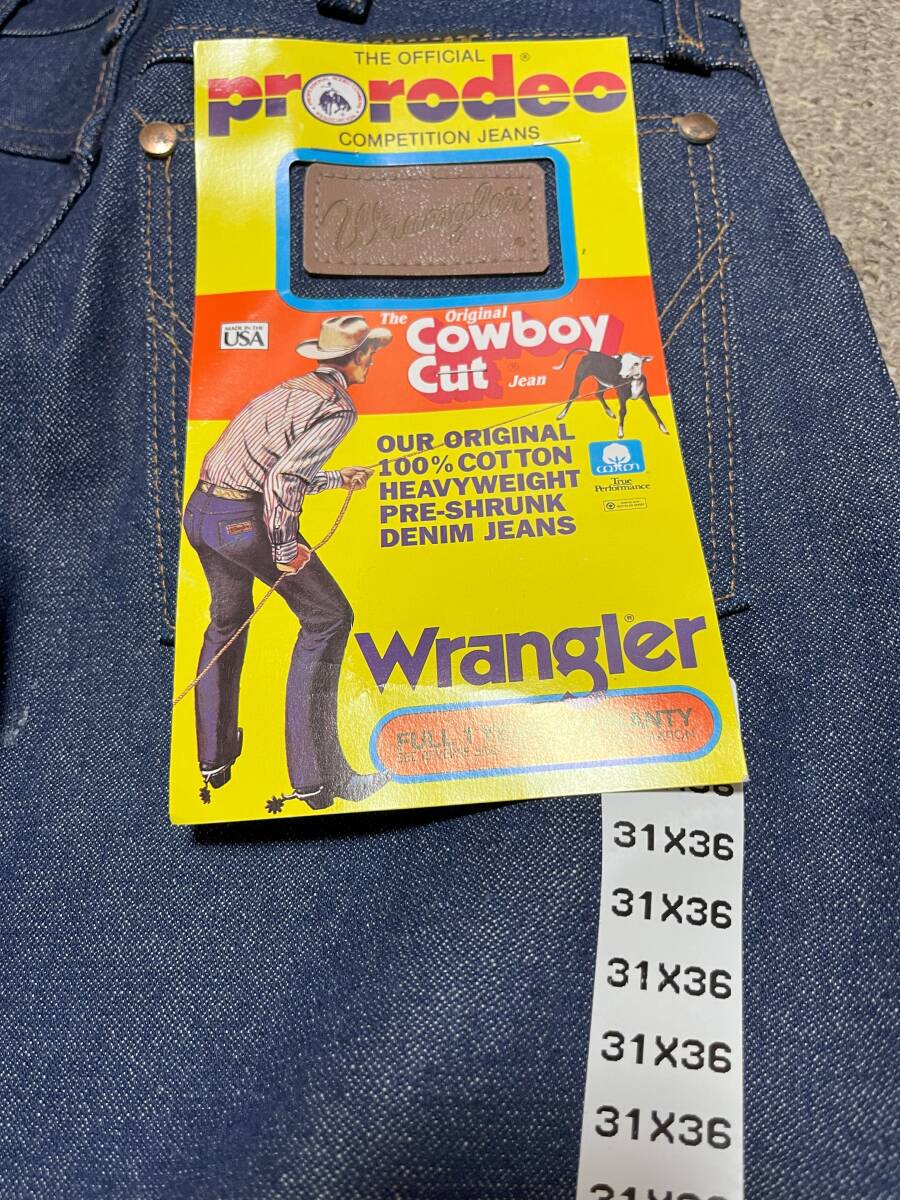 THE OFFICIAL ®
prorodeo
COMPETITION JEANS
Wrangler ®
MADE IN THE
USA
The Original
Cowboy
Cut ® Jean
OUR ORIGINAL
100% COTTON
HEAVYWEIGHT
PRE-SHRUNK
DENIM JEANS
COTTON
True
Performance
Wrangler ®
FULL 1
31X36
31X36
31X36
31X36
31X36